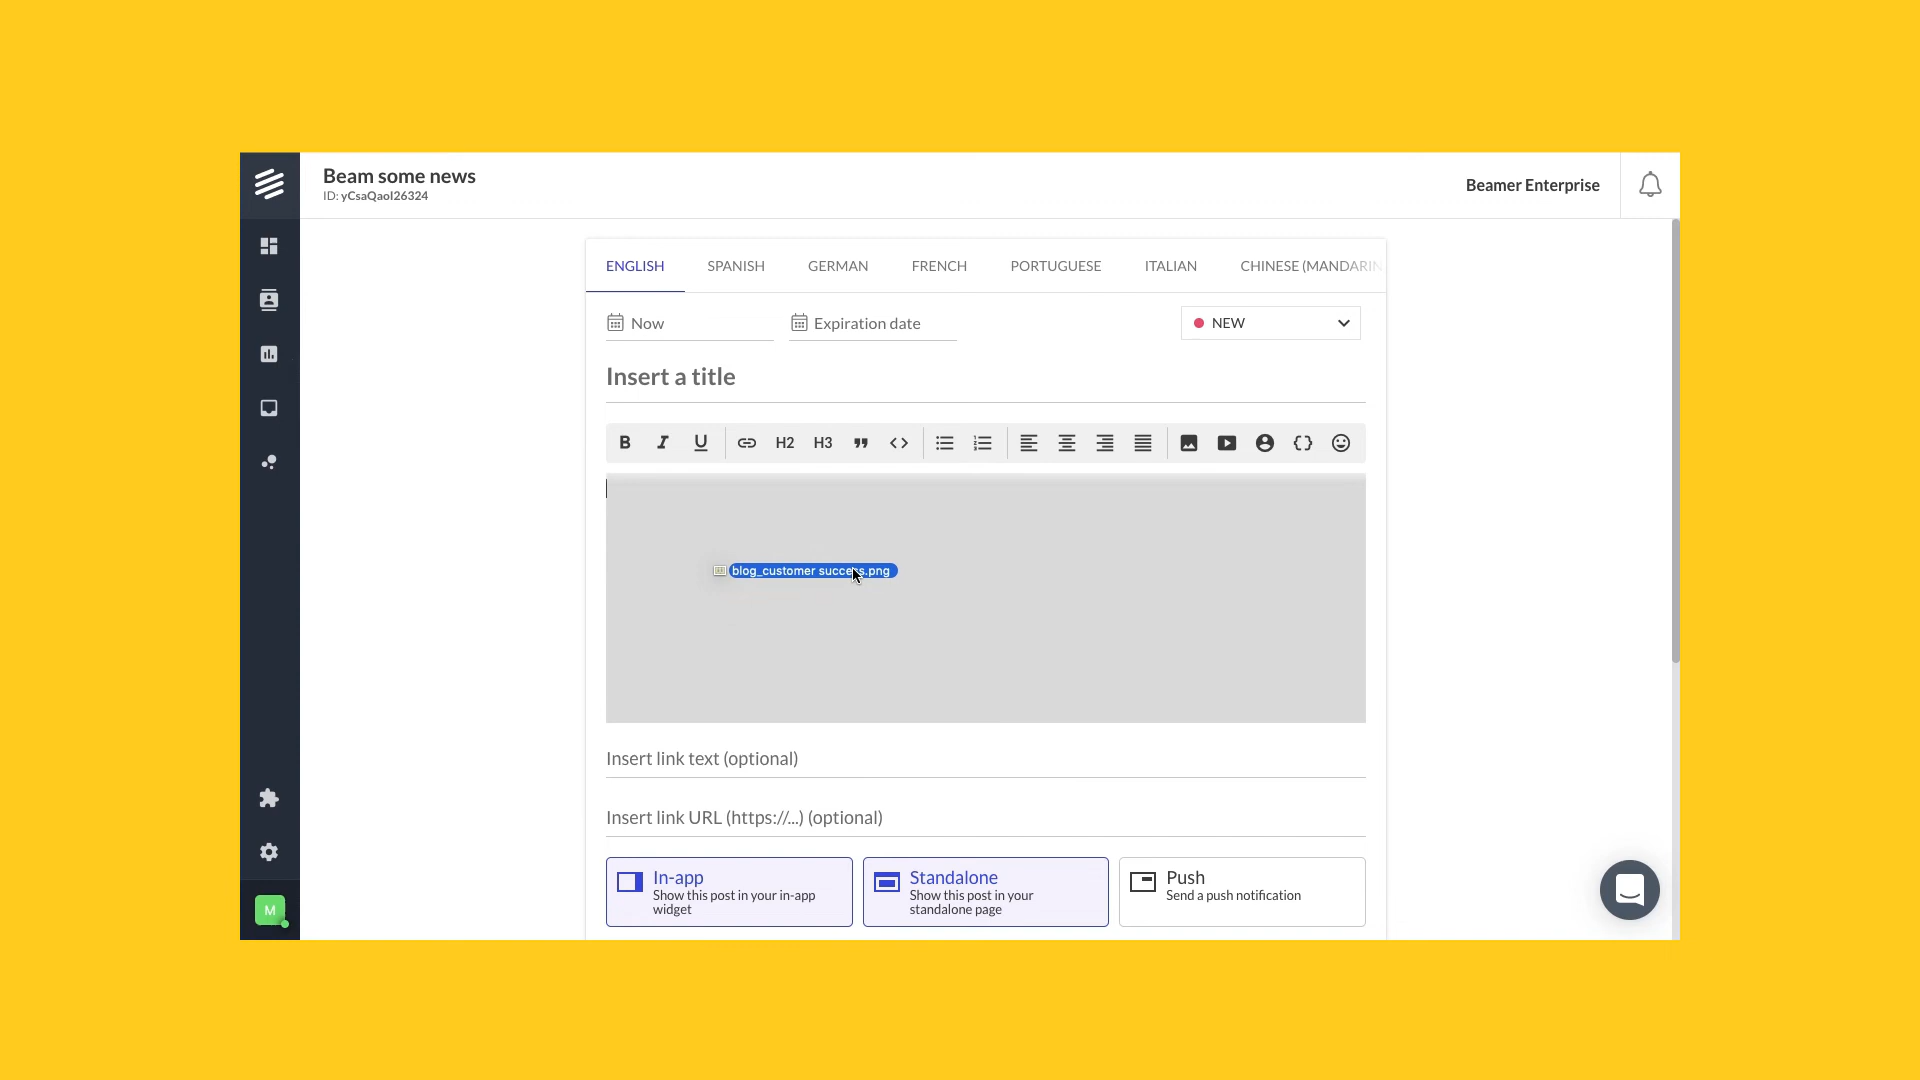 Beam some news
ID: yCsaQaoI26324
Beamer Enterprise
ENGLISH SPANISH GERMAN FRENCH PORTUGUESE ITALIAN CHINESE (MANDARIN
Now Expiration date NEW
Insert a title
B I U H2 H3
blog_customer success.png
Insert link text (optional)
Insert link URL (https://...) (optional)
In-app
Show this post in your in-app
widget
Standalone
Show this post in your
standalone page
Push
Send a push notification
M